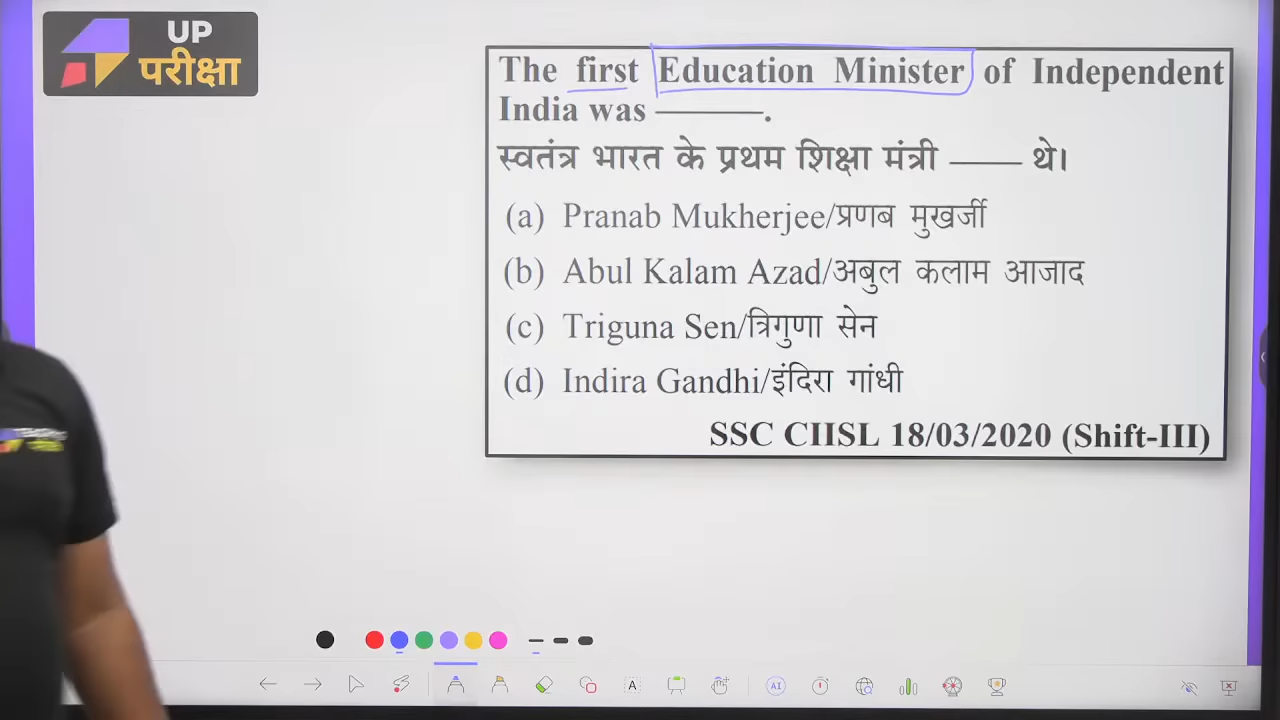 UP
परीक्षा
The first Education Minister of Independent
India was ———.
स्वतंत्र भारत के प्रथम शिक्षा मंत्री ——— थे।
(a) Pranab Mukherjee/प्रणब मुखर्जी
(b) Abul Kalam Azad/अबुल कलाम आजाद
(c) Triguna Sen/त्रिगुणा सेन
(d) Indira Gandhi/इंदिरा गांधी
SSC CHSL 18/03/2020 (Shift-III)
A
AI